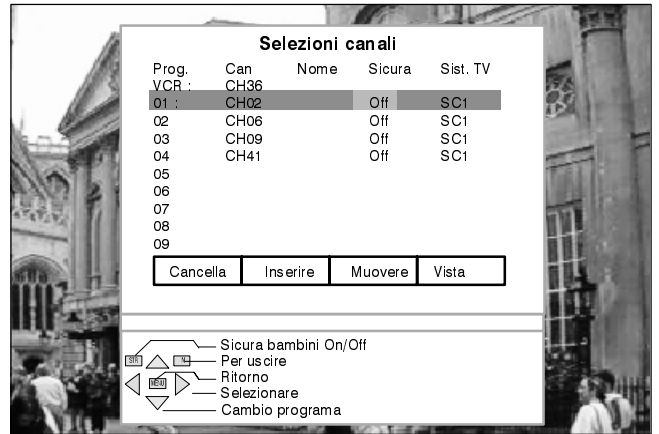 Selezioni canali
Prog. Can Nome Sicura Sist. TV
VCR : CH36
01 : CH02 Off SC1
02 CH06 Off SC1
03 CH09 Off SC1
04 CH41 Off SC1
05
06
07
08
09
Cancella Inserire Muovere Vista
Sicura bambini On/Off
STR N Per uscire
MENU Ritorno
Selezionare
Cambio programa